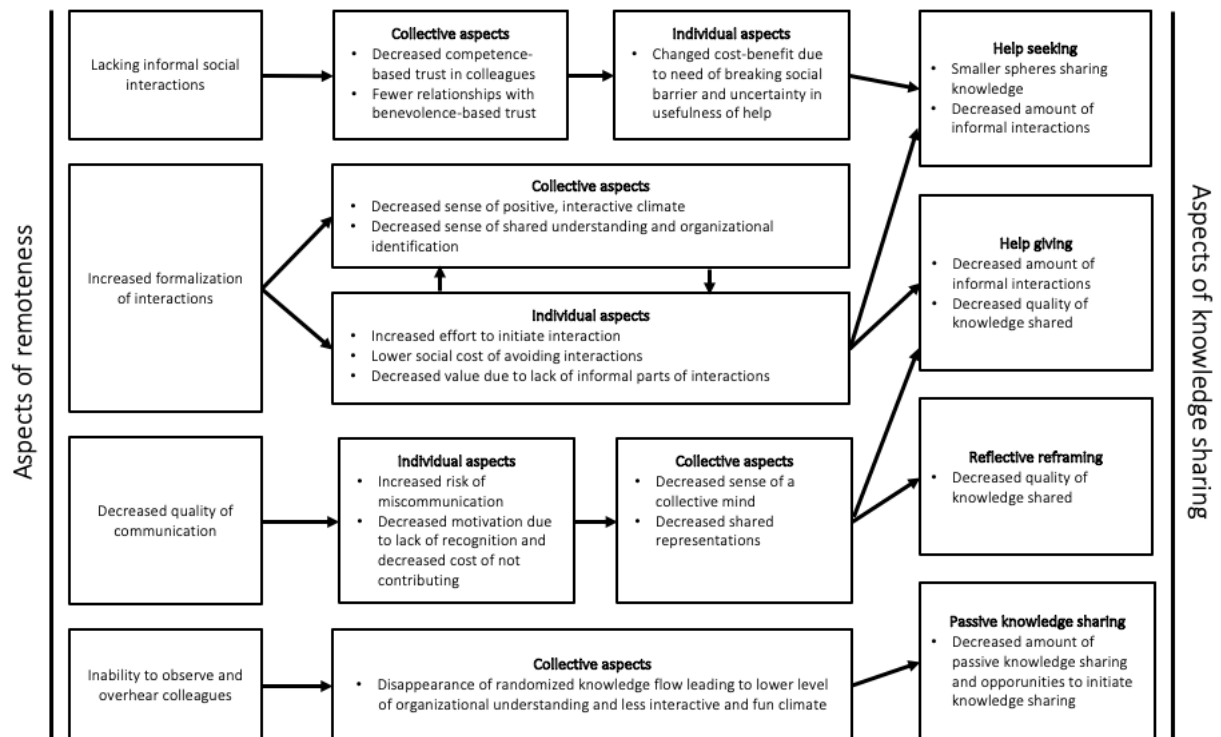 Aspects of remoteness
Lacking informal social
interactions
Collective aspects
• Decreased competence-
based trust in colleagues
• Fewer relationships with
benevolence-based trust
Individual aspects
• Changed cost-benefit due
to need of breaking social
barrier and uncertainty in
usefulness of help
Help seeking
• Smaller spheres sharing
knowledge
• Decreased amount of
informal interactions
Increased formalization
of interactions
Collective aspects
• Decreased sense of positive, interactive climate
• Decreased sense of shared understanding and organizational
identification
Individual aspects
• Increased effort to initiate interaction
• Lower social cost of avoiding interactions
• Decreased value due to lack of informal parts of interactions
Help giving
• Decreased amount of
informal interactions
• Decreased quality of
knowledge shared
Decreased quality of
communication
Individual aspects
• Increased risk of
miscommunication
• Decreased motivation due
to lack of recognition and
decreased cost of not
contributing
Collective aspects
• Decreased sense of a
collective mind
• Decreased shared
representations
Reflective reframing
• Decreased quality of
knowledge shared
Inability to observe and
overhear colleagues
Collective aspects
• Disappearance of randomized knowledge flow leading to lower level
of organizational understanding and less interactive and fun climate
Passive knowledge sharing
• Decreased amount of
passive knowledge sharing
and opporunities to initiate
knowledge sharing
Aspects of knowledge sharing